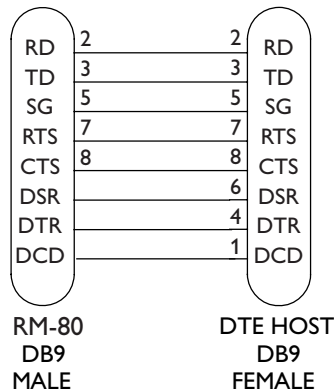 RD 2 2 RD
TD 3 3 TD
SG 5 5 SG
RTS 7 7 RTS
CTS 8 8 CTS
DSR 6 DSR
DTR 4 DTR
DCD 1 DCD
RM-80 DTE HOST
DB9 DB9
MALE FEMALE